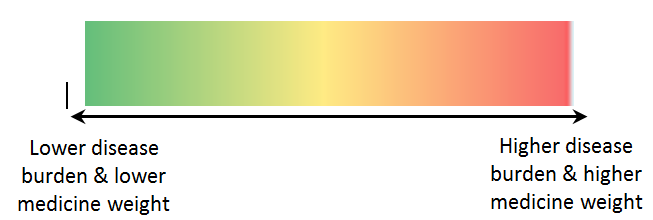 Lower disease
burden & lower
medicine weight
Higher disease
burden & higher
medicine weight